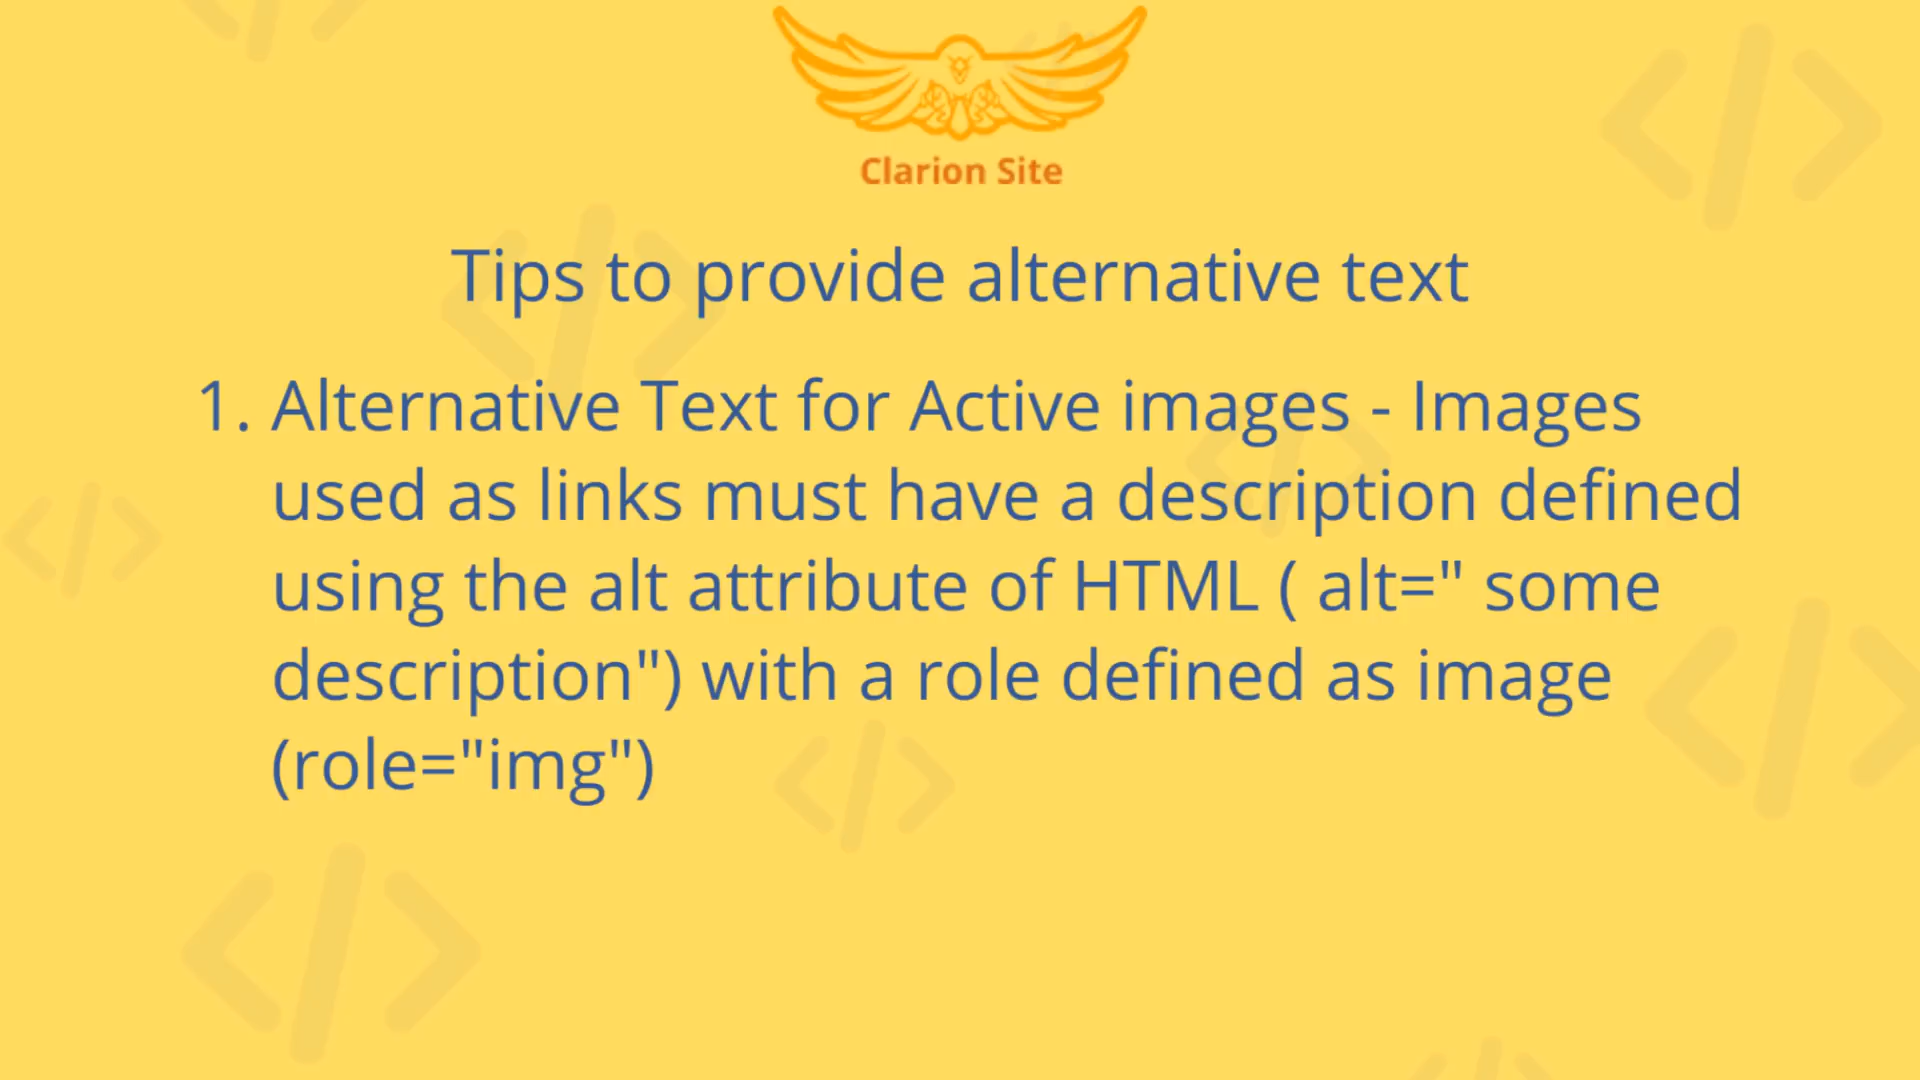 Clarion Site
Tips to provide alternative text
1. Alternative Text for Active images - Images
used as links must have a description defined
using the alt attribute of HTML ( alt=" some
description") with a role defined as image
(role="img")